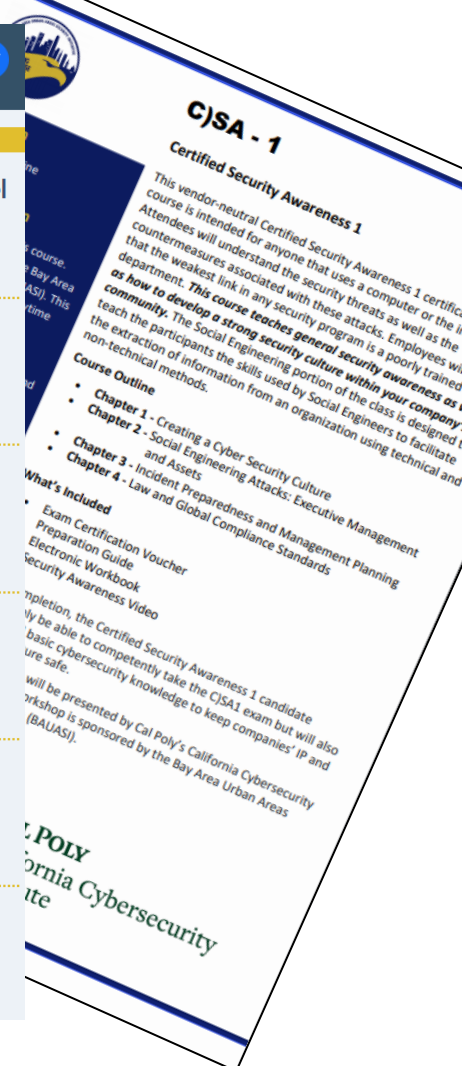 C)SA - 1
Certified Security Awareness 1
This vendor-neutral Certified Security Awareness 1
course is intended for anyone that uses a computer or the
Attendees will understand the security threats as well as the
countermeasures associated with these attacks. Employees
that the weakest link in any security program is a poorly trained
department. This course teaches general security awareness as
as how to develop a strong security culture within your company
community. The Social Engineering portion of the class is designed
teach the participants the skills used by Social Engineers to facilitate
the extraction of information from an organization using technical and
non-technical methods.
Course Outline
• Chapter 1 - Creating a Cyber Security Culture
• Chapter 2 - Social Engineering Attacks: Executive Management
and Assets
• Chapter 3 - Incident Preparedness and Management Planning
• Chapter 4 - Law and Global Compliance Standards
What's Included
Exam Certification Voucher
Preparation Guide
Electronic Workbook
Security Awareness Video
the Certified Security Awareness 1 candidate
be able to competently take the C)SA1 exam but will also
basic cybersecurity knowledge to keep companies' IP and
safe.
will be presented by Cal Poly's California Cybersecurity
is sponsored by the Bay Area Urban Areas
(BAUASI).
course.
Bay Area
This
POLY
Cybersecurity